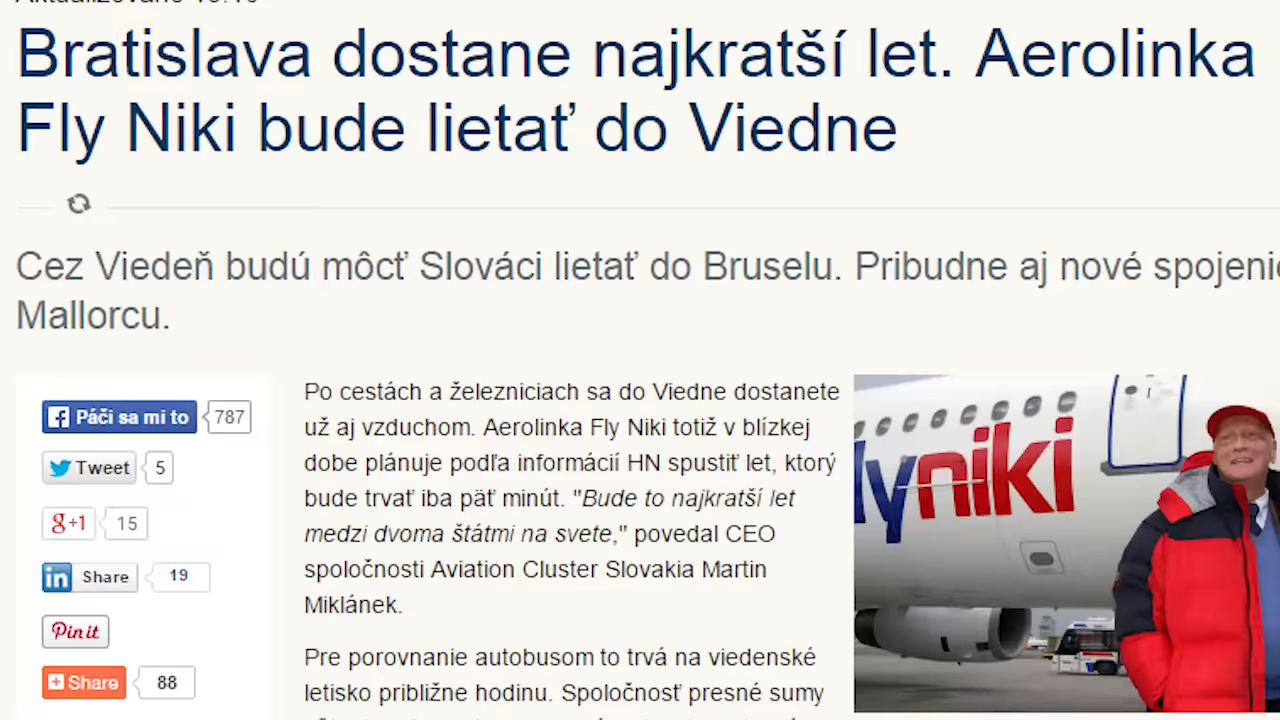 Bratislava dostane najkratší let. Aerolinka
Fly Niki bude lietať do Viedne
Cez Viedeň budú môcť Slováci lietať do Bruselu. Pribudne aj nové
Mallorcu.
Páči sa mi to 787
Tweet 5
g+1 15
in Share 19
Pin it
Share 88
Po cestách a železniciach sa do Viedne dostanete
už aj vzduchom. Aerolinka Fly Niki totiž v blízkej
dobe plánuje podľa informácií HN spustiť let, ktorý
bude trvať iba päť minút. "Bude to najkratší let
medzi dvoma štátmi na svete," povedal CEO
spoločnosti Aviation Cluster Slovakia Martin
Miklánek.
Pre porovnanie autobusom to trvá na viedenské
letisko približne hodinu. Spoločnosť presné sumy
niki